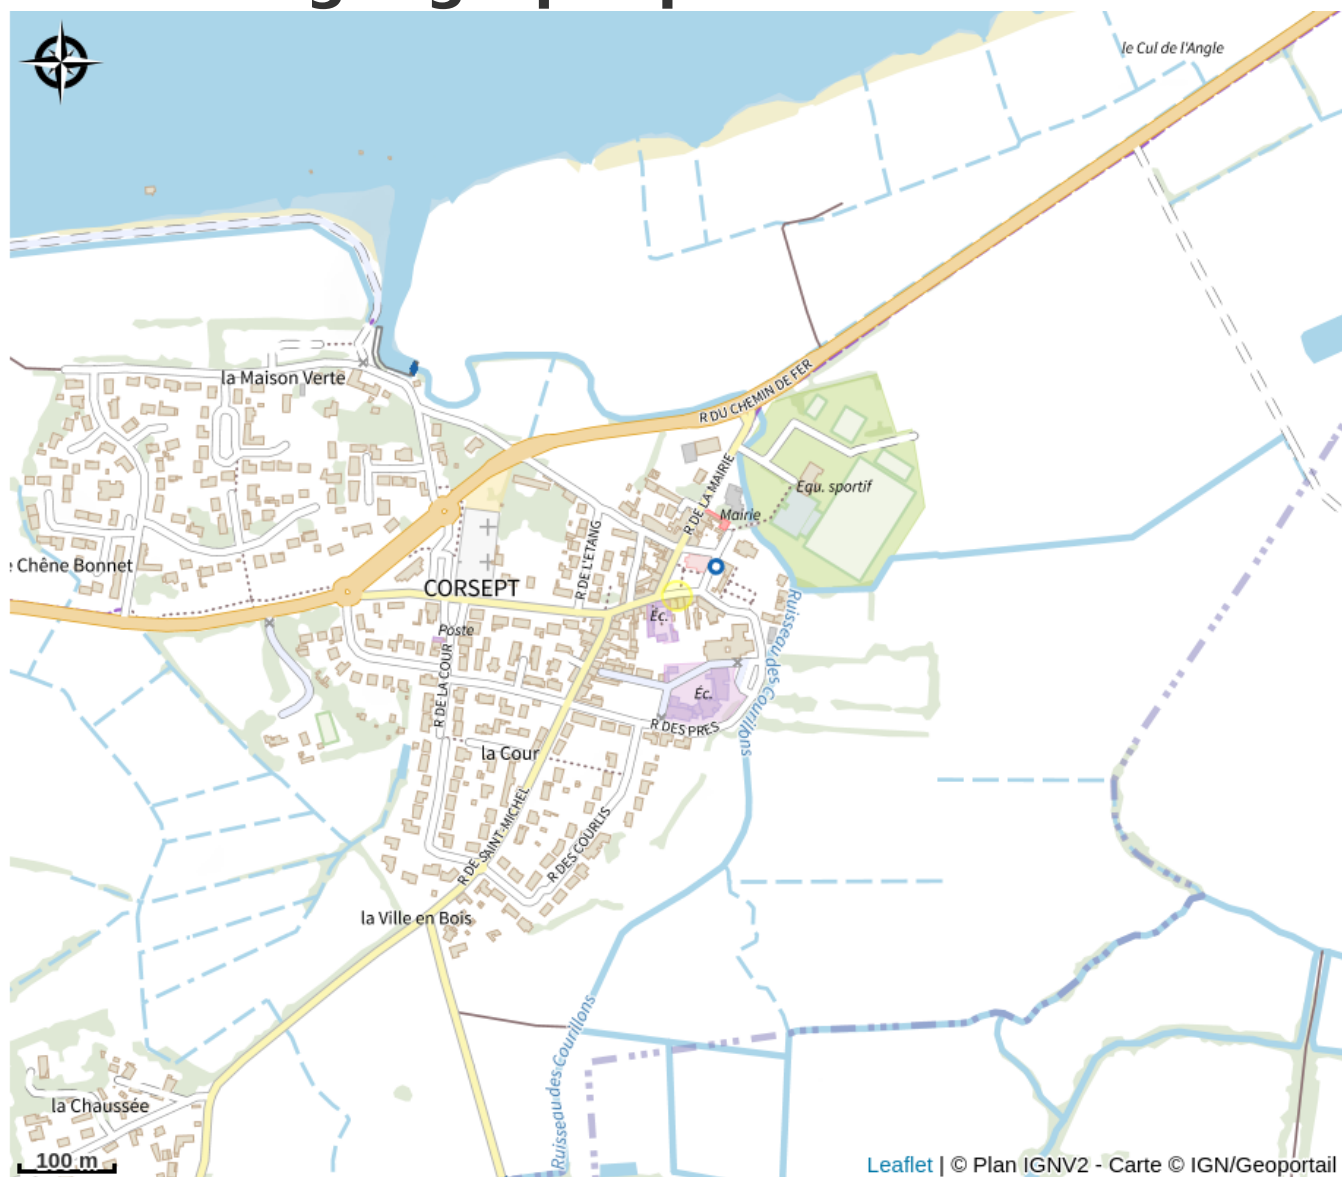 le Cul de l'Angle
la Maison Verte
R DU CHEMIN DE FER
R DE LA MAIRIE
Équ. sportif
Mairie
R DE L'ETANG
e Chêne Bonnet
CORSEPT
Éc.
Poste
R DE LA COUR
Ruisseau des Courillons
Éc.
R DES PRES
la Cour
R DE SAINT-MICHEL
R DES COURLIS
la Ville en Bois
Ruisseau des Courillons
la Chaussée
100 m
Leaflet | © Plan IGNV2 - Carte © IGN/Geoportail